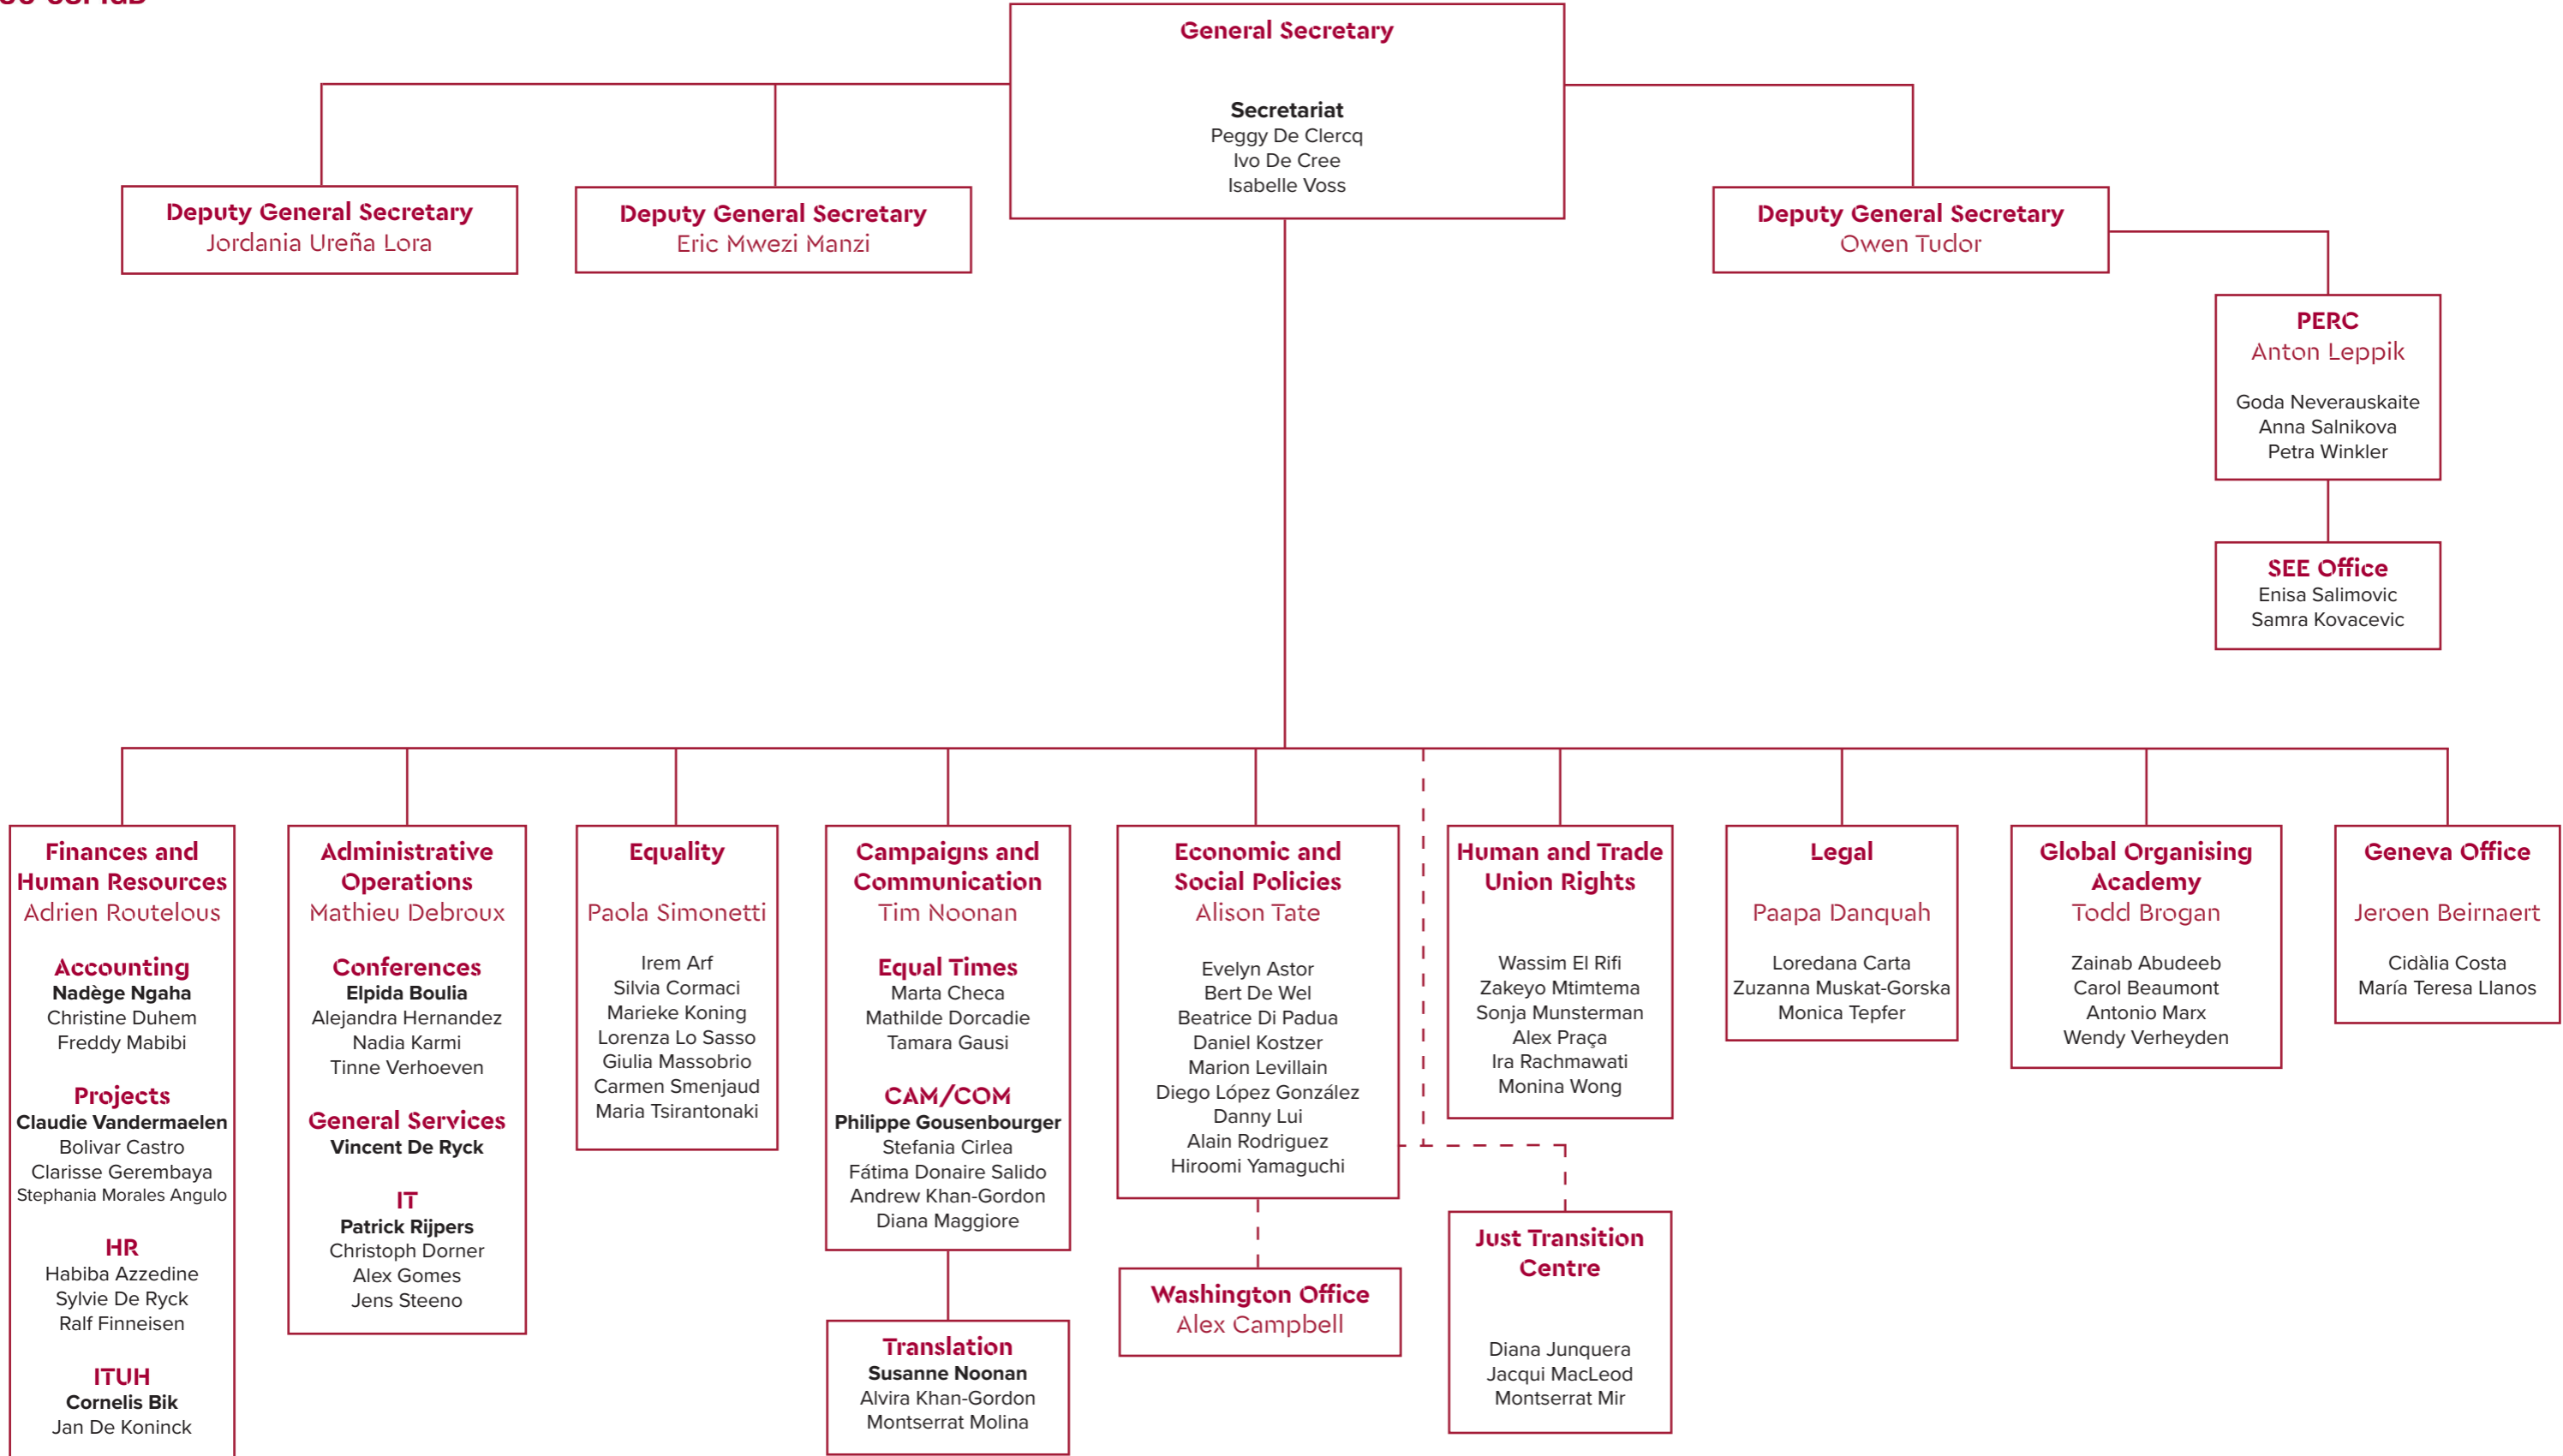 General Secretary
Secretariat
Peggy De Clercq
Ivo De Cree
Isabelle Voss
Deputy General Secretary
Jordania Ureña Lora
Deputy General Secretary
Eric Mwezi Manzi
Deputy General Secretary
Owen Tudor
PERC
Anton Leppik
Goda Neverauskaite
Anna Salnikova
Petra Winkler
SEE Office
Enisa Salimovic
Samra Kovacevic
Finances and
Human Resources
Adrien Routelous
Accounting
Nadège Ngaha
Christine Duhem
Freddy Mabibi
Projects
Claudie Vandermaelen
Bolivar Castro
Clarisse Gerembaya
Stephania Morales Angulo
HR
Habiba Azzedine
Sylvie De Ryck
Ralf Finneisen
ITUH
Cornelis Bik
Jan De Koninck
Administrative
Operations
Mathieu Debroux
Conferences
Elpida Boulia
Alejandra Hernandez
Nadia Karmi
Tinne Verhoeven
General Services
Vincent De Ryck
IT
Patrick Rijpers
Christoph Dorner
Alex Gomes
Jens Steeno
Equality
Paola Simonetti
Irem Arf
Silvia Cormaci
Marieke Koning
Lorenza Lo Sasso
Giulia Massobrio
Carmen Smenjaud
Maria Tsirantonaki
Campaigns and
Communication
Tim Noonan
Equal Times
Marta Checa
Mathilde Dorcadie
Tamara Gausi
CAM/COM
Philippe Gousenbourger
Stefania Cirlea
Fátima Donaire Salido
Andrew Khan-Gordon
Diana Maggiore
Translation
Susanne Noonan
Alvira Khan-Gordon
Montserrat Molina
Economic and
Social Policies
Alison Tate
Evelyn Astor
Bert De Wel
Beatrice Di Padua
Daniel Kostzer
Marion Levillain
Diego López González
Danny Lui
Alain Rodriguez
Hiroomi Yamaguchi
Washington Office
Alex Campbell
Human and Trade
Union Rights
Wassim El Rifi
Zakeyo Mtimtema
Sonja Munsterman
Alex Praça
Ira Rachmawati
Monina Wong
Just Transition
Centre
Diana Junquera
Jacqui MacLeod
Montserrat Mir
Legal
Paapa Danquah
Loredana Carta
Zuzanna Muskat-Gorska
Monica Tepfer
Global Organising
Academy
Todd Brogan
Zainab Abudeeb
Carol Beaumont
Antonio Marx
Wendy Verheyden
Geneva Office
Jeroen Beirnaert
Cidàlia Costa
María Teresa Llanos